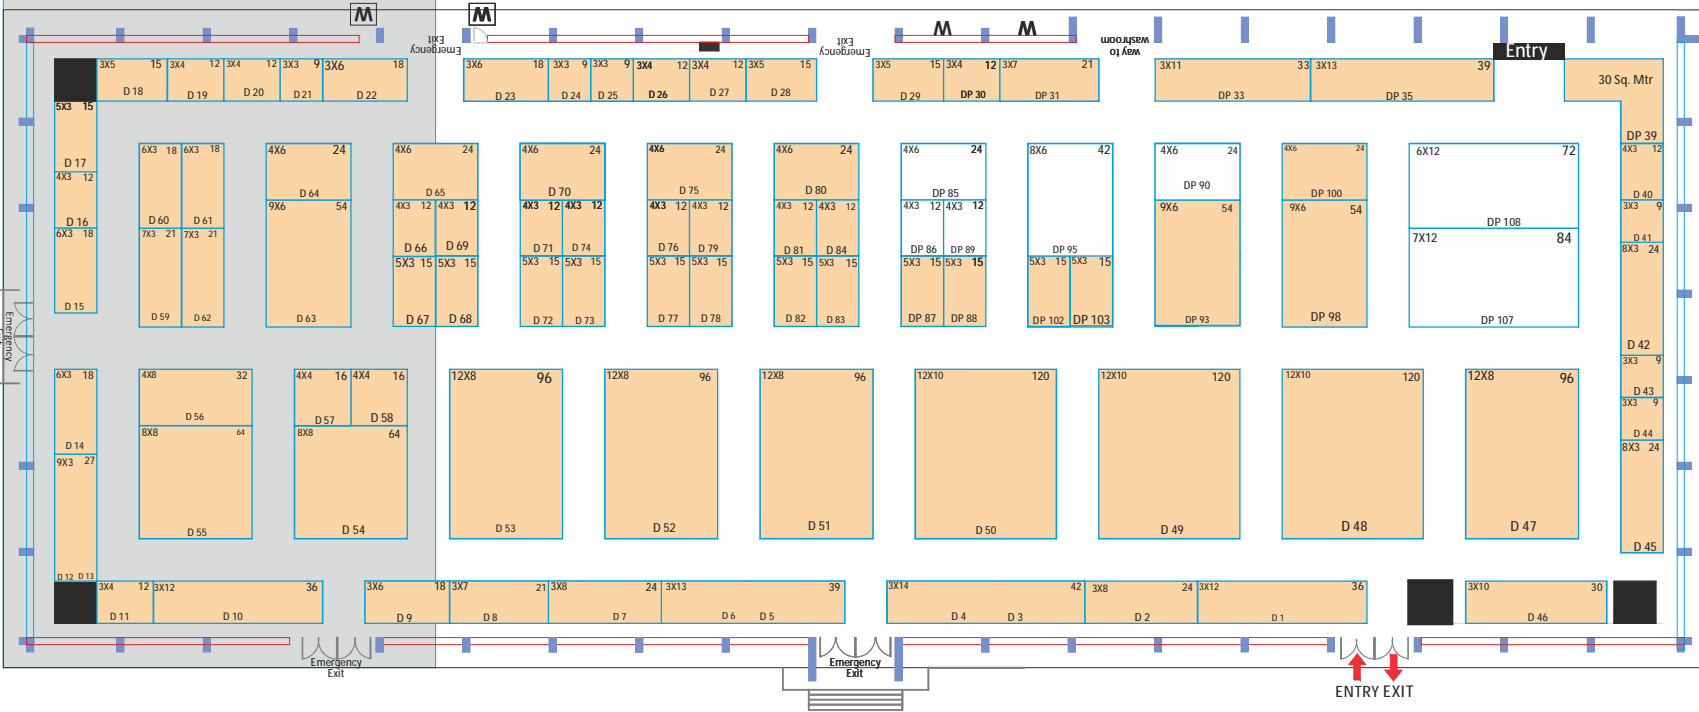 W
W
W
W
Emergency
Exit
Emergency
Exit
way to
washroom
Entry
3X5 15
D 18
3X4 12
D 19
3X4 12
D 20
3X3 9
D 21
3X6 18
D 22
3X6 18
D 23
3X3 9
D 24
3X3 9
D 25
3X4 12
D 26
3X4 12
D 27
3X5 15
D 28
3X5 15
D 29
3X4 12
DP 30
3X7 21
DP 31
3X11 33
DP 33
3X13 39
DP 35
30 Sq. Mtr
DP 39
5X3 15
D 17
4X3 12
D 16
6X3 18
D 15
6X3 18
D 60
6X3 18
D 61
7X3 21
D 59
7X3 21
D 62
4X6 24
D 64
9X6 54
D 63
4X6 24
D 65
4X3 12
D 66
4X3 12
D 69
5X3 15
D 67
5X3 15
D 68
4X6 24
D 70
4X3 12
D 71
4X3 12
D 74
5X3 15
D 72
5X3 15
D 73
4X6 24
D 75
4X3 12
D 76
4X3 12
D 79
5X3 15
D 77
5X3 15
D 78
4X6 24
D 80
4X3 12
D 81
4X3 12
D 84
5X3 15
D 82
5X3 15
D 83
4X6 24
DP 85
4X3 12
DP 86
4X3 12
DP 89
5X3 15
DP 87
5X3 15
DP 88
8X6 42
DP 95
5X3 15
DP 102
5X3 15
DP 103
4X6 24
DP 90
9X6 54
DP 93
4X6 24
DP 100
9X6 54
DP 98
6X12 72
DP 108
7X12 84
DP 107
4X3 12
D 40
3X3 9
D 41
8X3 24
D 42
3X3 9
D 43
3X3 9
D 44
8X3 24
D 45
Emergency
6X3 18
D 14
9X3 27
D 12 D 13
4X8 32
D 56
8X8 64
D 55
4X4 16
D 57
4X4 16
D 58
8X8 64
D 54
12X8 96
D 53
12X8 96
D 52
12X8 96
D 51
12X10 120
D 50
12X10 120
D 49
12X10 120
D 48
12X8 96
D 47
3X4 12
D 11
3X12 36
D 10
3X6 18
D 9
3X7 21
D 8
3X8 24
D 7
3X13 39
D 6 D 5
3X14 42
D 4 D 3
3X8 24
D 2
3X12 36
D 1
3X10 30
D 46
Emergency
Exit
Emergency
Exit
ENTRY EXIT